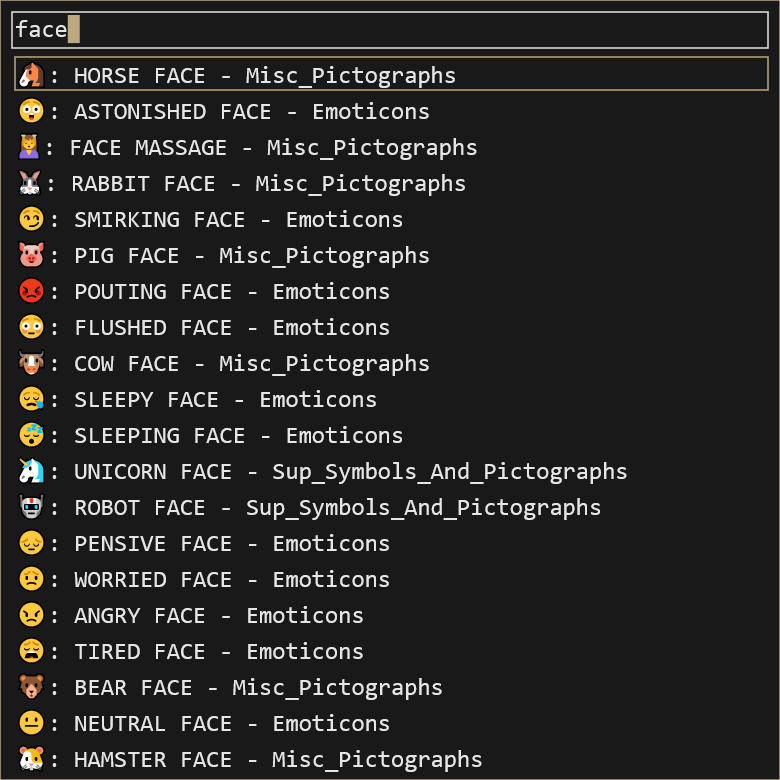 face
🐴: HORSE FACE - Misc_Pictographs
😲: ASTONISHED FACE - Emoticons
💆: FACE MASSAGE - Misc_Pictographs
🐰: RABBIT FACE - Misc_Pictographs
😏: SMIRKING FACE - Emoticons
🐷: PIG FACE - Misc_Pictographs
😡: POUTING FACE - Emoticons
😳: FLUSHED FACE - Emoticons
🐮: COW FACE - Misc_Pictographs
😪: SLEEPY FACE - Emoticons
😴: SLEEPING FACE - Emoticons
🦄: UNICORN FACE - Sup_Symbols_And_Pictographs
🤖: ROBOT FACE - Sup_Symbols_And_Pictographs
😔: PENSIVE FACE - Emoticons
😟: WORRIED FACE - Emoticons
😠: ANGRY FACE - Emoticons
😫: TIRED FACE - Emoticons
🐻: BEAR FACE - Misc_Pictographs
😐: NEUTRAL FACE - Emoticons
🐹: HAMSTER FACE - Misc_Pictographs